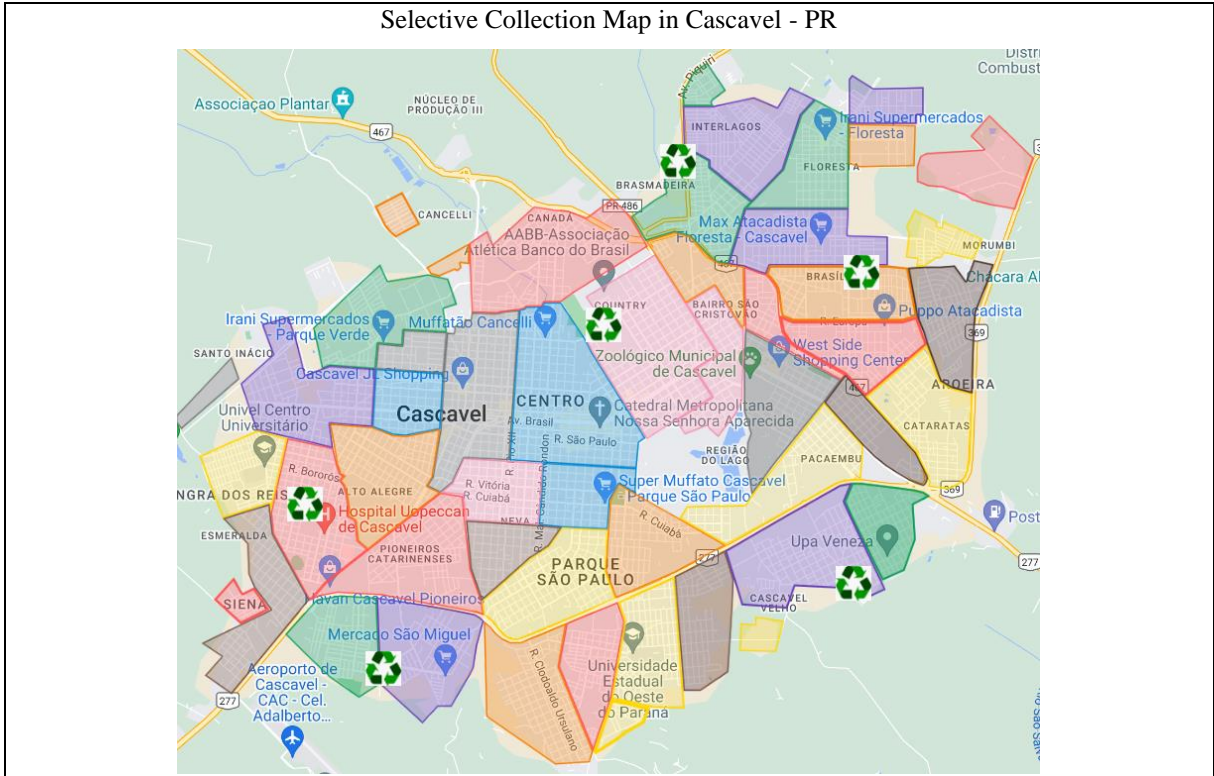 Selective Collection Map in Cascavel - PR
Distri
Combust
Av. Piquiri
Associaçao Plantar
NÚCLEO DE
PRODUÇÃO III
467
INTERLAGOS
Irani Supermercados
- Floresta
FLORESTA
BRASMADEIRA
PR 486
CANCELLI
CANADÁ
AABB-Associação
Atlética Banco do Brasil
Max Atacadista
Floresta - Cascavel
467
MORUMBI
Chácara Al
BRASÍL
COUNTRY
BAIRRO SÃO
CRISTOVÃO
Puppo Atacadista
R. Europa
369
Irani Supermercados
- Parque Verde
Muffatão Cancelli
Zoológico Municipal
de Cascavel
West Side
Shopping Center
SANTO INÁCIO
Cascavel JL Shopping
467
AROEIRA
Univel Centro
Universitário
Cascavel
CENTRO
Av. Brasil
R. São Paulo
Catedral Metropolitana
Nossa Senhora Aparecida
CATARATAS
REGIÃO
DO LAGO
PACAEMBU
R. Bororós
NGRA DOS REIS
ALTO ALEGRE
R. Vitória
R. Cuiabá
Super Muffato Cascavel
- Parque São Paulo
369
Hospital Uopeccan
de Cascavel
NEVA
R. Cuiabá
Post
ESMERALDA
PIONEIROS
CATARINENSES
PARQUE
SÃO PAULO
277
Upa Veneza
277
SIENA
Havan Cascavel Pioneiros
CASCAVEL
VELHO
Mercado São Miguel
R. Clodoaldo Ursulano
Universidade
Estadual
do Oeste
do Paraná
277
Aeroporto de
Cascavel -
CAC - Cel.
Adalberto...